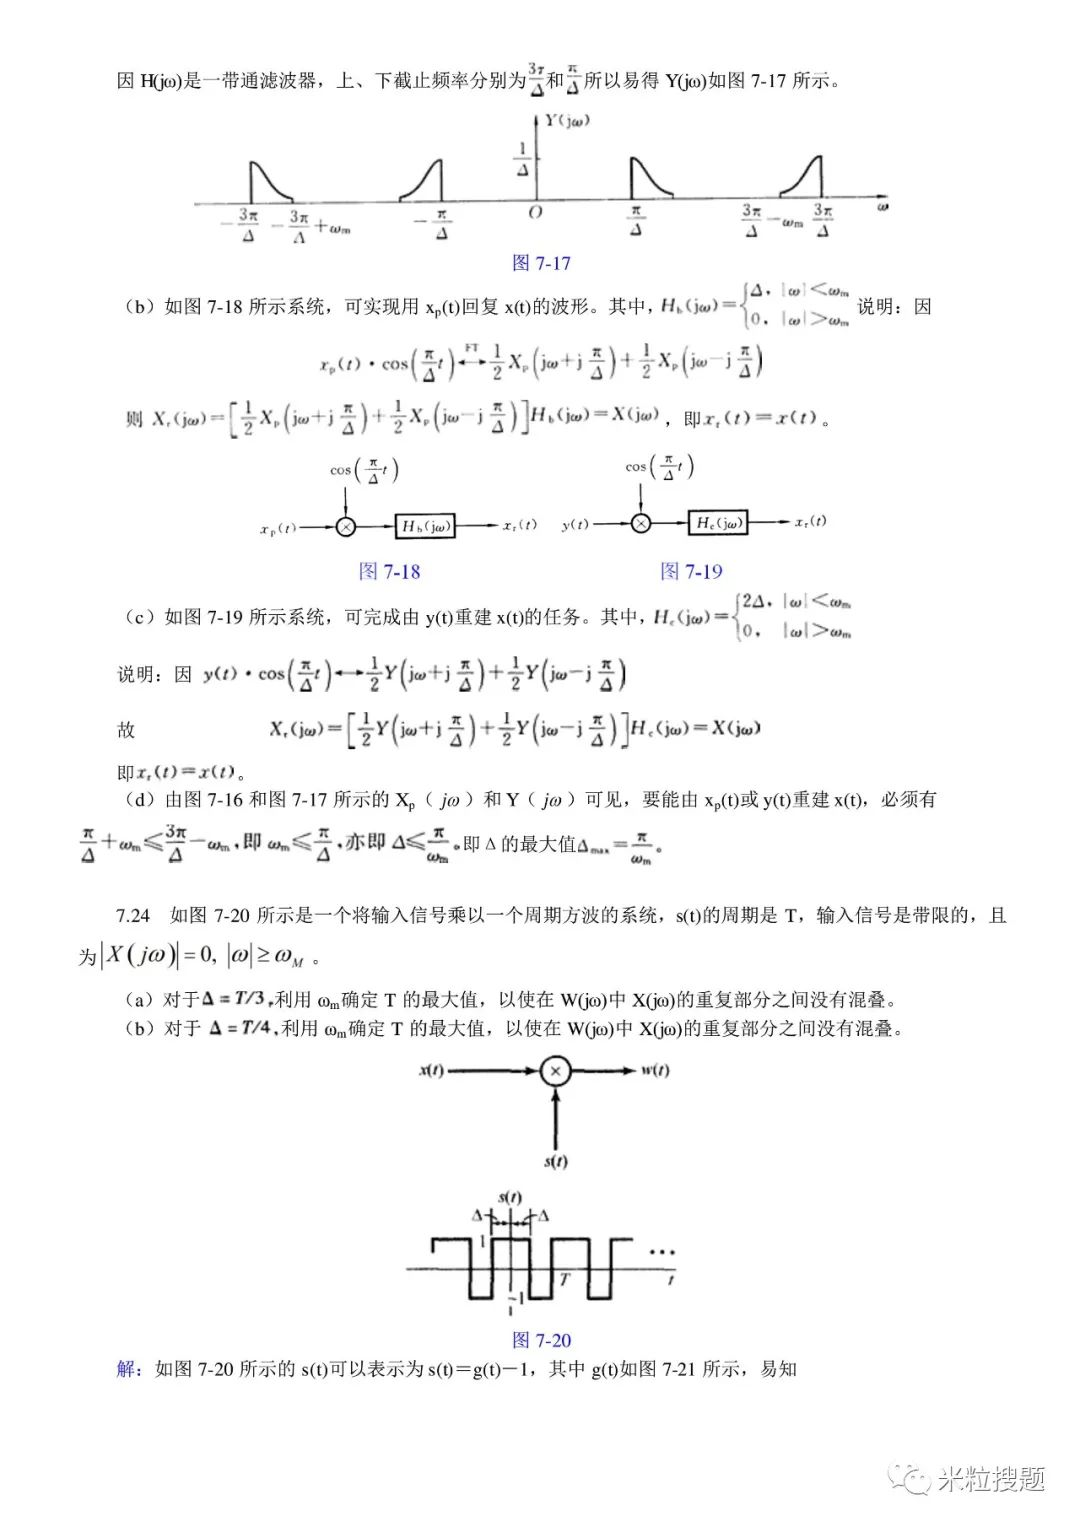 因 H(jω)是一带通滤波器，上、下截止频率分别为3π/Δ和π/Δ所以易得 Y(jω)如图 7-17 所示。
Y(jω)
1/Δ
-3π/Δ -3π/Δ+ωm -π/Δ O π/Δ 3π/Δ-ωm 3π/Δ ω
图 7-17
（b）如图 7-18 所示系统，可实现用 xp(t)回复 x(t)的波形。其中，Hb(jω)={Δ, |ω|<ωm 0, |ω|>ωm 说明：因
xp(t)·cos(π/Δ t)↔FT 1/2 Xp(jω+j π/Δ)+1/2 Xp(jω-j π/Δ)
则 Xr(jω)=[1/2 Xp(jω+j π/Δ)+1/2 Xp(jω-j π/Δ)]Hb(jω)=X(jω)，即xr(t)=x(t)。
cos(π/Δ t) cos(π/Δ t)
xp(t) × Hb(jω) xr(t) y(t) × Hc(jω) xr(t)
图 7-18 图 7-19
（c）如图 7-19 所示系统，可完成由 y(t)重建 x(t)的任务。其中，Hc(jω)={2Δ, |ω|<ωm 0, |ω|>ωm
说明：因 y(t)·cos(π/Δ t)↔1/2 Y(jω+j π/Δ)+1/2 Y(jω-j π/Δ)
故 Xr(jω)=[1/2 Y(jω+j π/Δ)+1/2 Y(jω-j π/Δ)]Hc(jω)=X(jω)
即xr(t)=x(t)。
（d）由图 7-16 和图 7-17 所示的 Xp（ jω ）和 Y（ jω ）可见，要能由 xp(t)或 y(t)重建 x(t)，必须有
π/Δ+ωm≤3π/Δ-ωm,即 ωm≤π/Δ,亦即 Δ≤π/ωm。即 Δ 的最大值Δmax=π/ωm。
7.24 如图 7-20 所示是一个将输入信号乘以一个周期方波的系统，s(t)的周期是 T，输入信号是带限的，且
为|X(jω)|=0, |ω|≥ωM 。
（a）对于Δ=T/3,利用 ωm确定 T 的最大值，以使在 W(jω)中 X(jω)的重复部分之间没有混叠。
（b）对于 Δ=T/4,利用 ωm确定 T 的最大值，以使在 W(jω)中 X(jω)的重复部分之间没有混叠。
x(t) × w(t)
s(t)
s(t)
Δ Δ
1 ...
T t
-1
图 7-20
解：如图 7-20 所示的 s(t)可以表示为 s(t)＝g(t)－1，其中 g(t)如图 7-21 所示，易知
米粒搜题